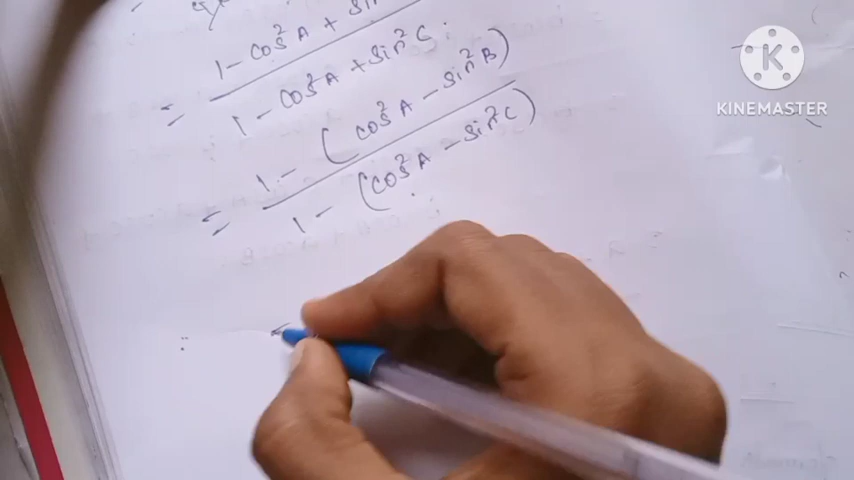 1 - Cos²A + Sin
= 1 - Cos²A + Sin²C
1 - (Cos²A - Sin²B)
= 1 - (Cos²A - Sin²C)
KINEMASTER